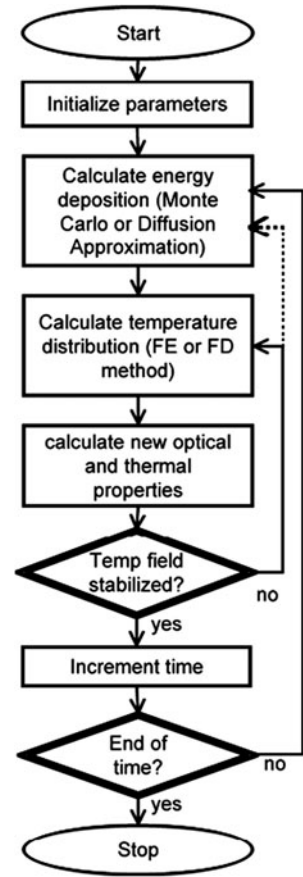 Start
Initialize parameters
Calculate energy deposition (Monte
Carlo or Diffusion
Approximation)
Calculate temperature
distribution (FE or FD
method)
calculate new optical
and thermal
properties
Temp field
stabilized?
no
yes
Increment time
End of
time?
no
yes
Stop